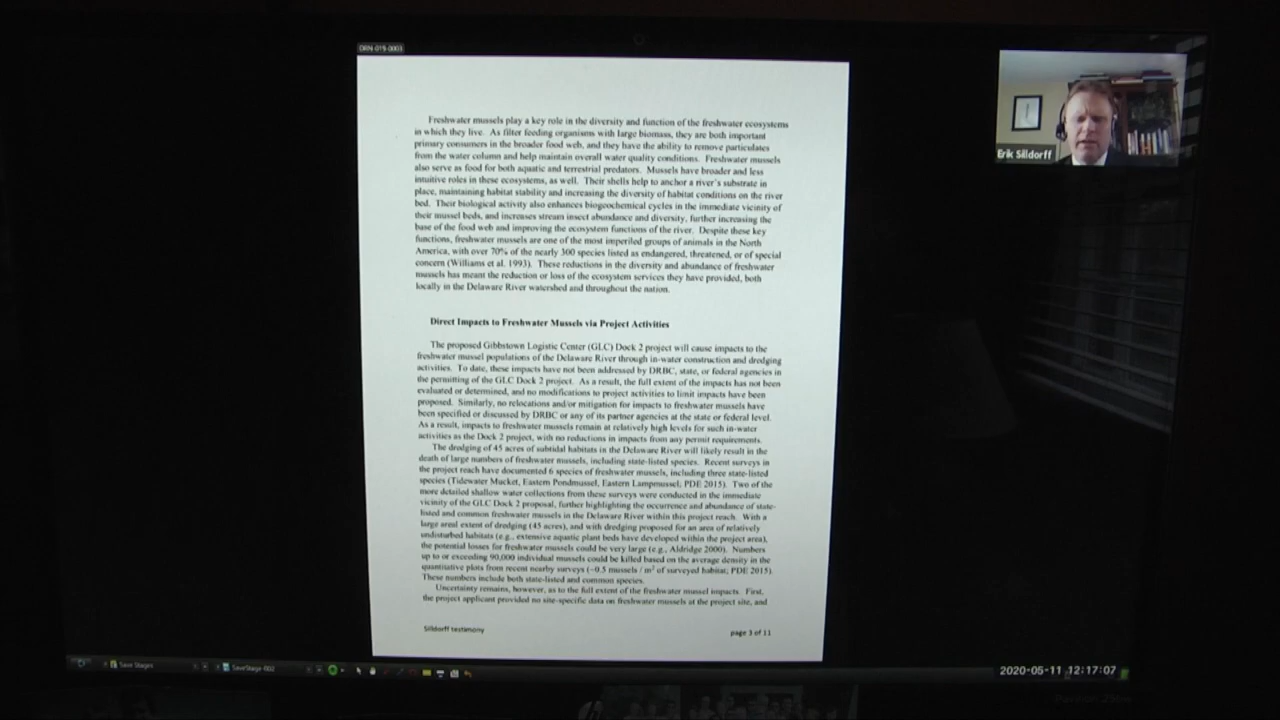 DRN-015-0003
Erik Silldorff
Freshwater mussels play a key role in the diversity and function of the freshwater ecosystems
in which they live. As filter feeding organisms with large biomass, they are both important
primary consumers in the broader food web, and they have the ability to remove particulates
from the water column and help maintain overall water quality conditions. Freshwater mussels
also serve as food for both aquatic and terrestrial predators. Mussels have broader and less
intuitive roles in these ecosystems, as well. Their shells help to anchor a river's substrate in
place, maintaining habitat stability and increasing the diversity of habitat conditions on the river
bed. Their biological activity also enhances biogeochemical cycles in the immediate vicinity of
their mussel beds, and increases stream insect abundance and diversity, further increasing the
base of the food web and improving the ecosystem functions of the river. Despite these key
functions, freshwater mussels are one of the most imperiled groups of animals in the North
America, with over 70% of the nearly 300 species listed as endangered, threatened, or of special
concern (Williams et al. 1993). These reductions in the diversity and abundance of freshwater
mussels has meant the reduction or loss of the ecosystem services they have provided, both
locally in the Delaware River watershed and throughout the nation.
Direct Impacts to Freshwater Mussels via Project Activities
The proposed Gibbstown Logistic Center (GLC) Dock 2 project will cause impacts to the
freshwater mussel populations of the Delaware River through in-water construction and dredging
activities. To date, these impacts have not been addressed by DRBC, state, or federal agencies in
the permitting of the GLC Dock 2 project. As a result, the full extent of the impacts has not been
evaluated or determined, and no modifications to project activities to limit impacts have been
proposed. Similarly, no relocations and/or mitigation for impacts to freshwater mussels have
been specified or discussed by DRBC or any of its partner agencies at the state or federal level.
As a result, impacts to freshwater mussels remain at relatively high levels for such in-water
activities as the Dock 2 project, with no reductions in impacts from any permit requirements.
The dredging of 45 acres of subtidal habitats in the Delaware River will likely result in the
death of large numbers of freshwater mussels, including state-listed species. Recent surveys in
the project reach have documented 6 species of freshwater mussels, including three state-listed
species (Tidewater Mucket, Eastern Pondmussel, Eastern Lampmussel, PDE 2015). Two of the
more detailed shallow water collections from these surveys were conducted in the immediate
vicinity of the GLC Dock 2 proposal, further highlighting the occurrence and abundance of state-
listed and common freshwater mussels in the Delaware River within this project reach. With a
large areal extent of dredging (45 acres), and with dredging proposed for an area of relatively
undisturbed habitats (e.g., extensive aquatic plant beds have developed within the project area),
the potential losses for freshwater mussels could be very large (e.g., Aldridge 2000). Numbers
up to or exceeding 90,000 individual mussels could be killed based on the average density in the
quantitative plots from recent nearby surveys (~0.5 mussels / m² of surveyed habitat; PDE 2015).
These numbers include both state-listed and common species.
Uncertainty remains, however, as to the full extent of the freshwater mussel impacts. First,
the project applicant provided no site-specific data on freshwater mussels at the project site, and
Silldorff testimony
page 3 of 11
Save Stages
SaveStage-002
2020-05-11 12:17:07